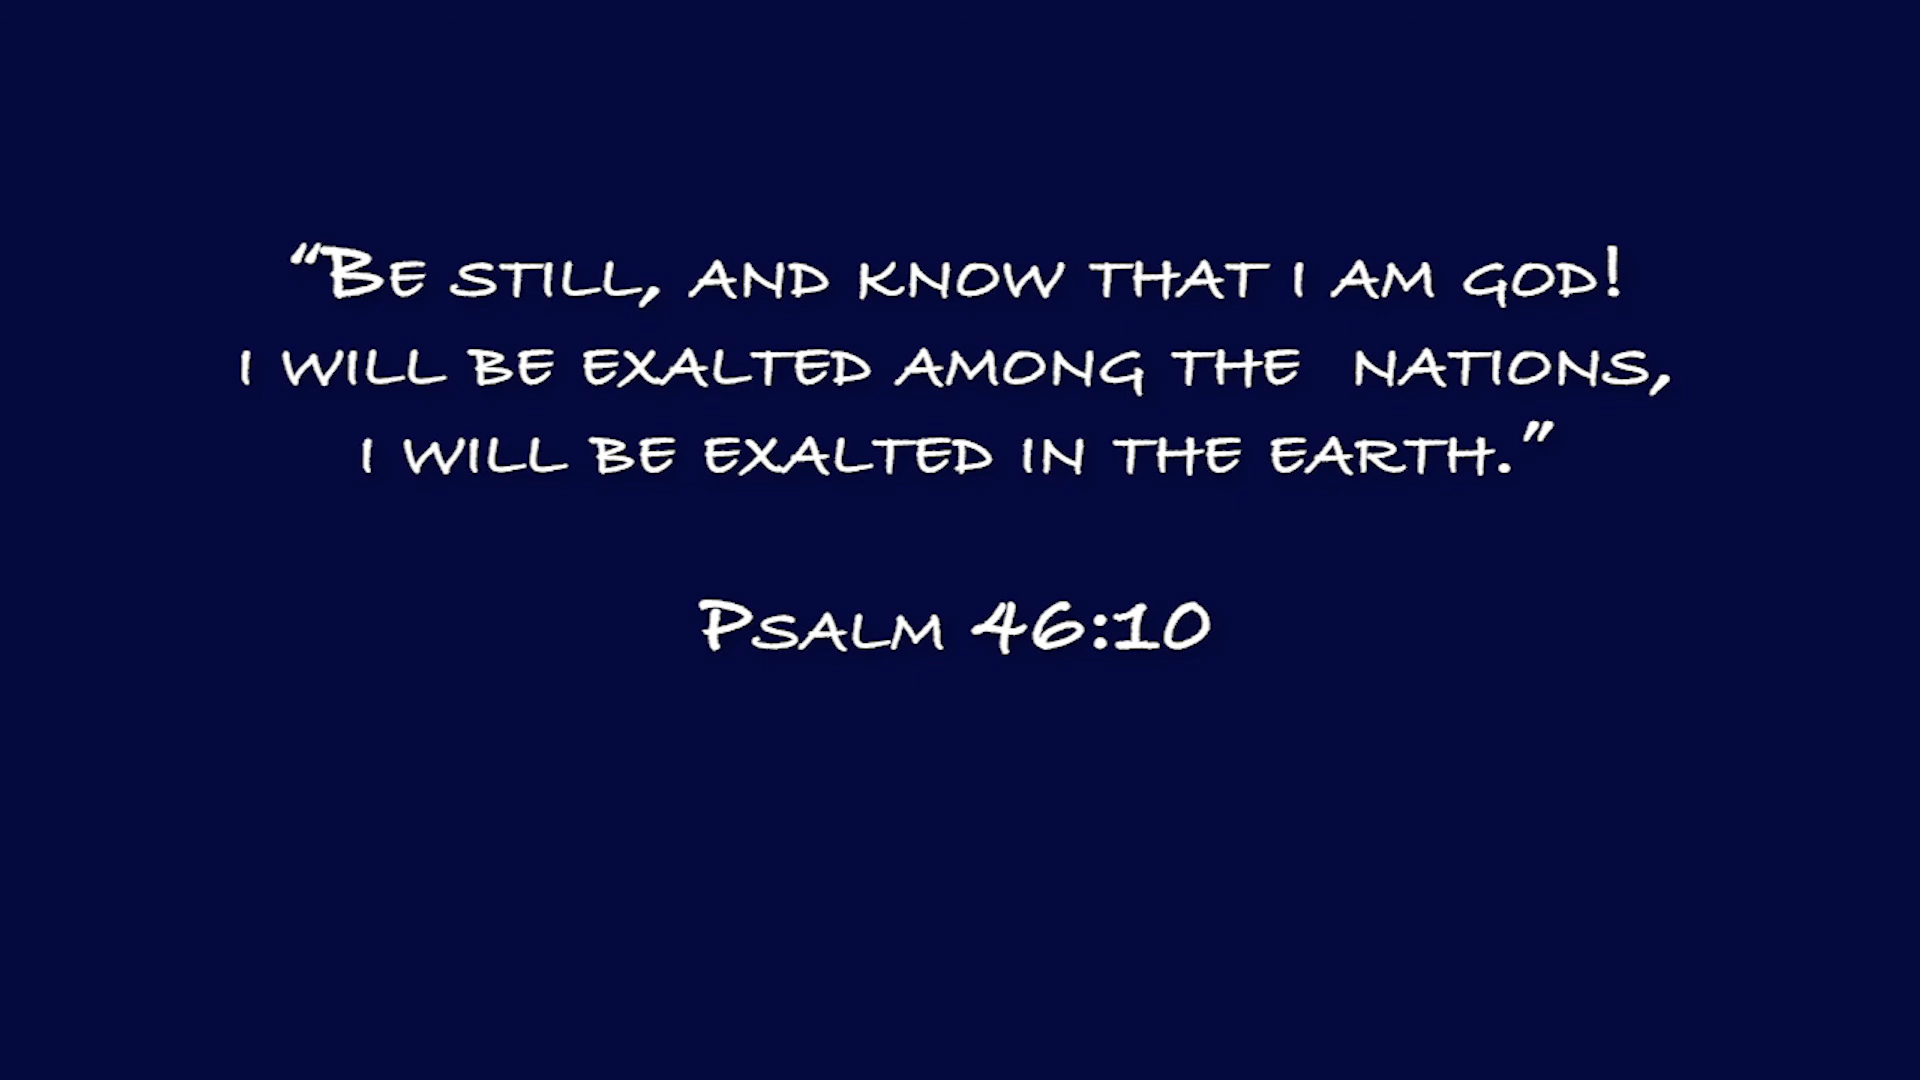 “Be still, and know that i am god!
i will be exalted among the nations,
i will be exalted in the earth.”
Psalm 46:10